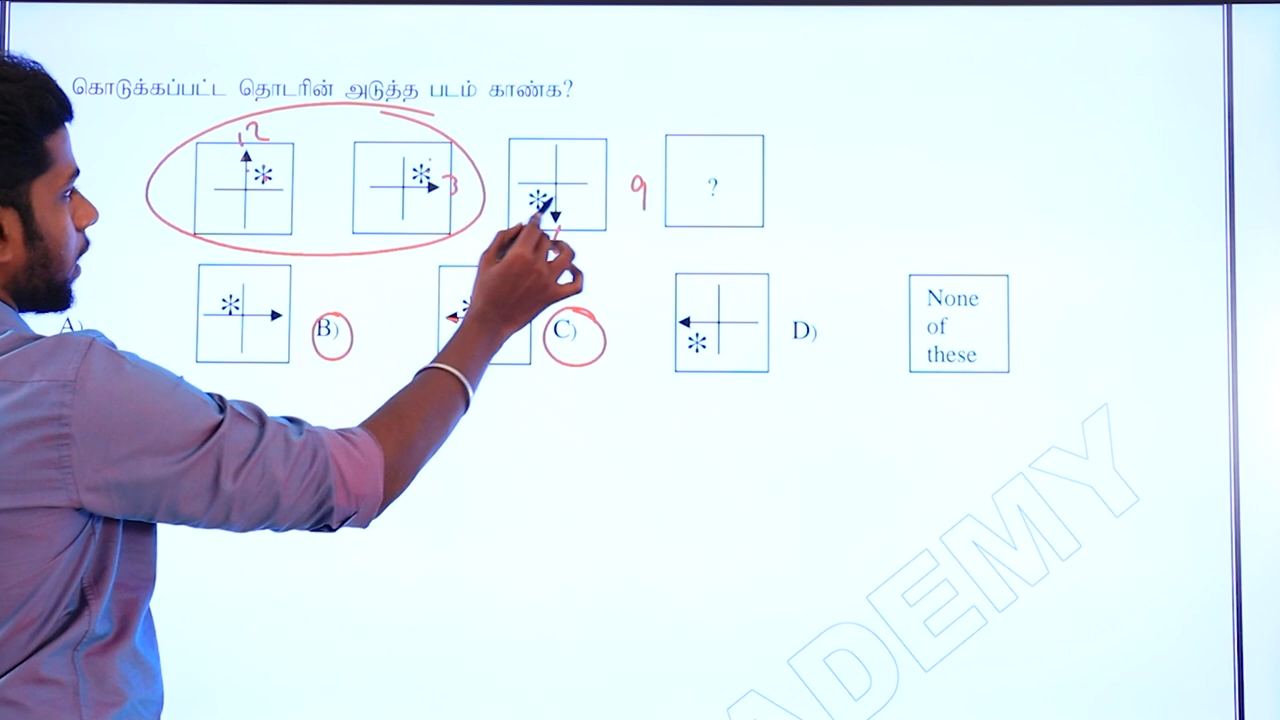 கொடுக்கப்பட்ட தொடரின் அடுத்த படம் காண்க?
12
3
9
?
A)
B)
C)
D)
None
of
these
ADEMY